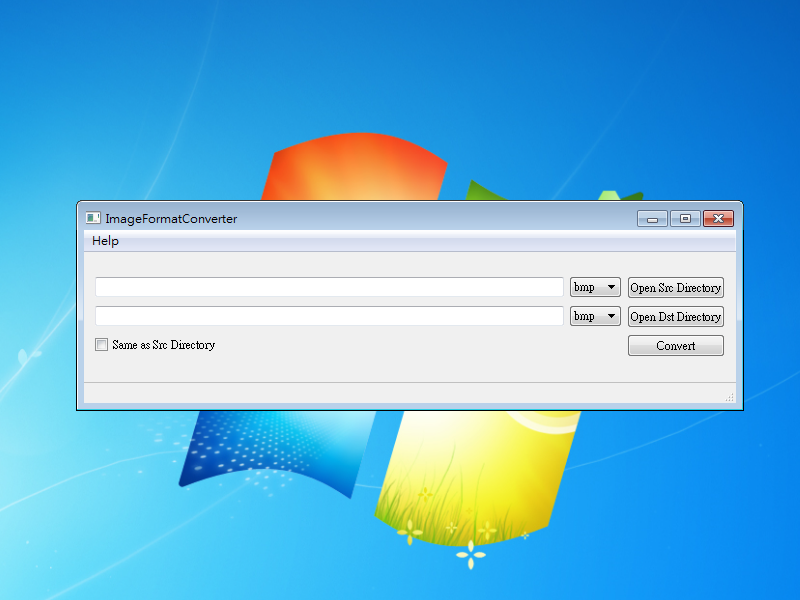 ImageFormatConverter
Help
bmp Open Src Directory
bmp Open Dst Directory
Same as Src Directory Convert